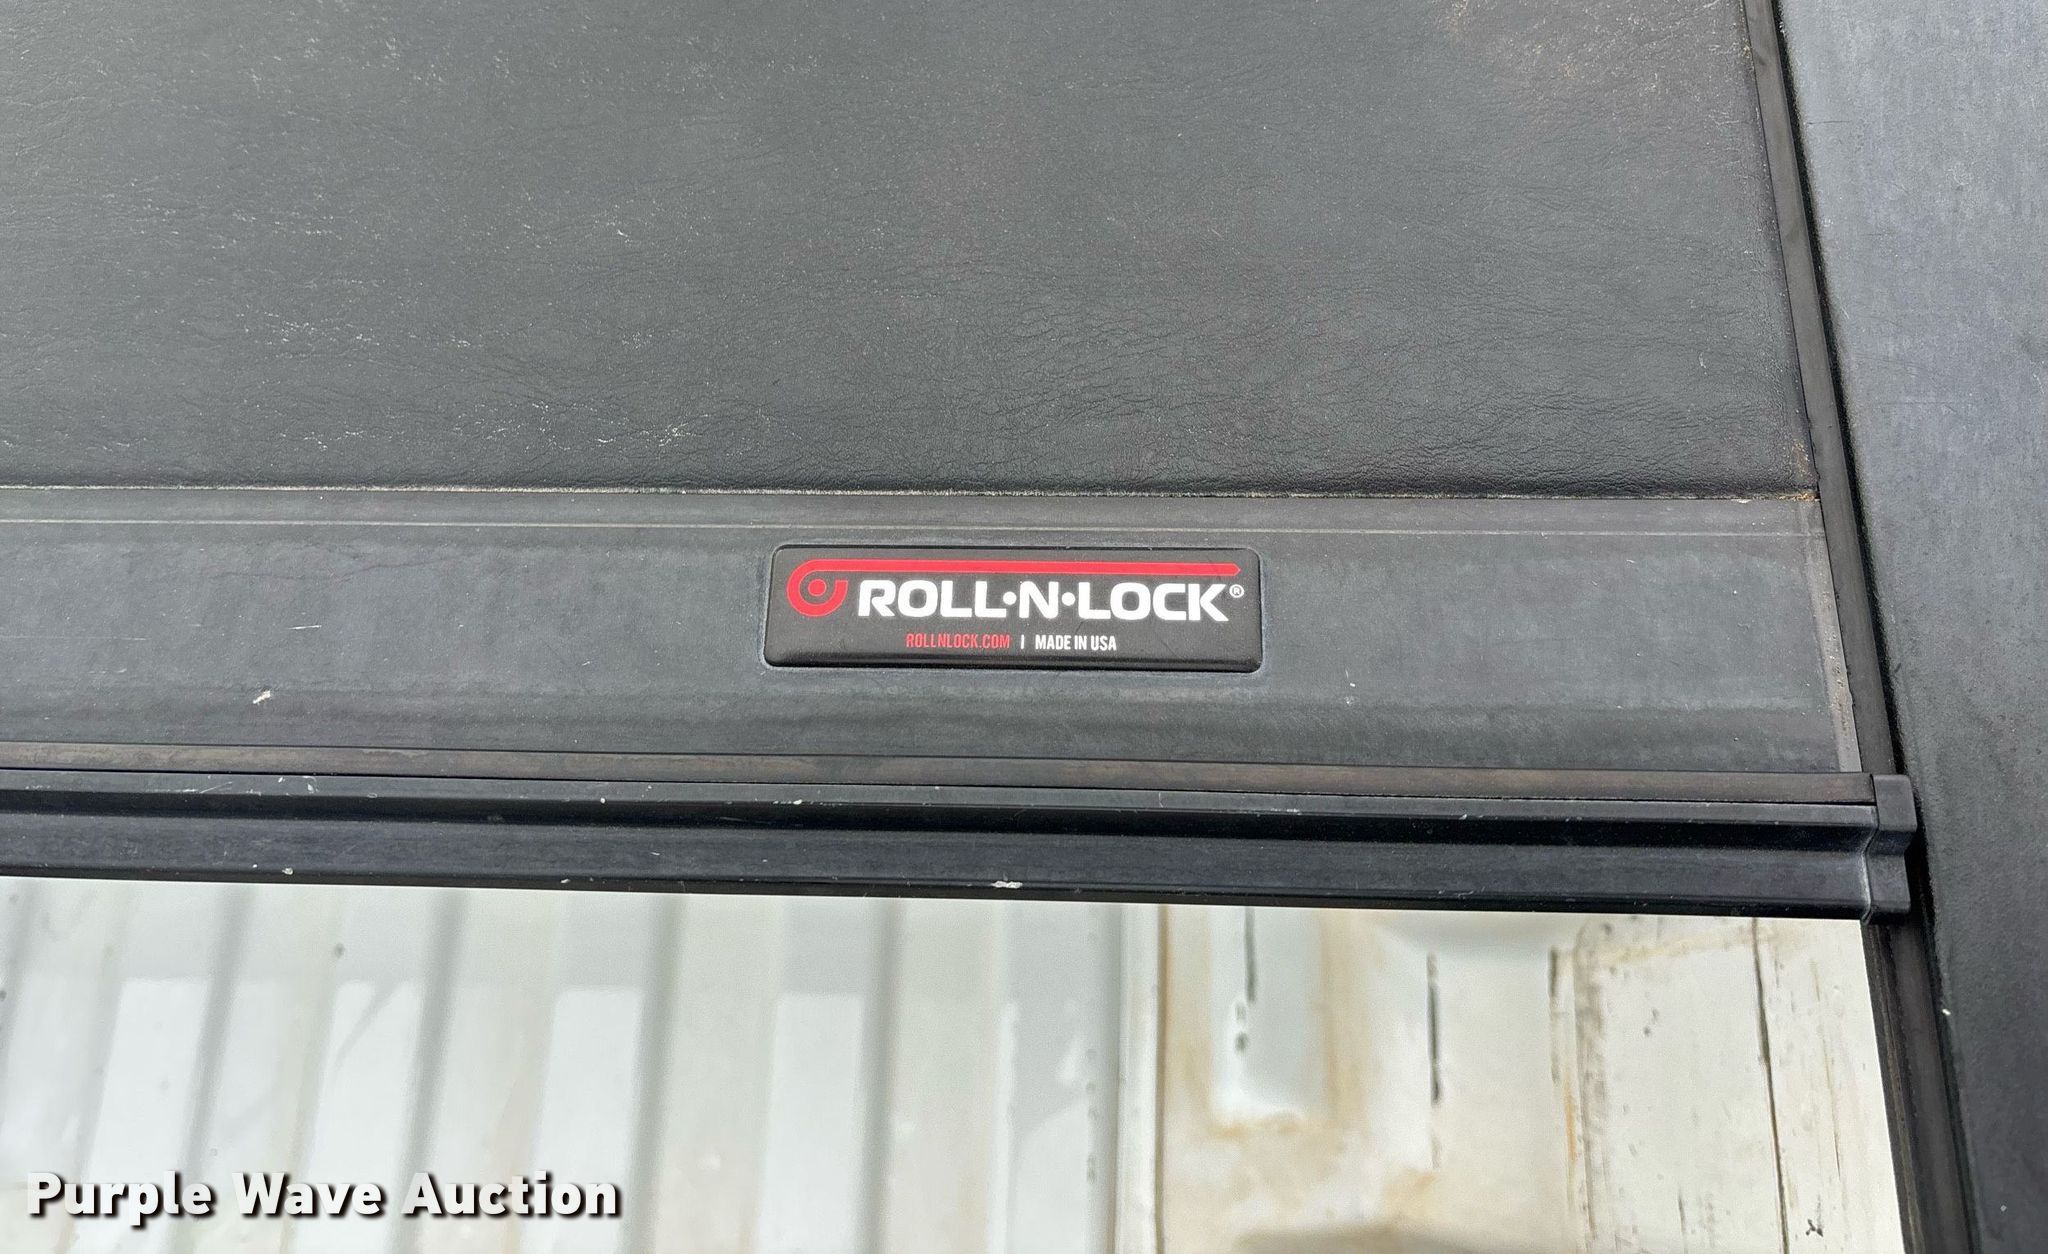 ROLL•N•LOCK®
ROLLNLOCK.COM | MADE IN USA
Purple Wave Auction